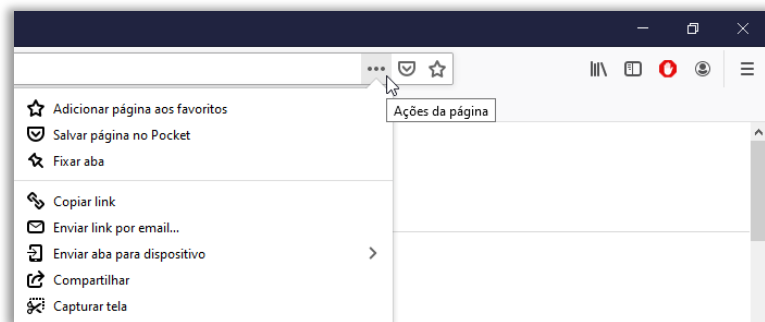 Ações da página
Adicionar página aos favoritos
Salvar página no Pocket
Fixar aba
Copiar link
Enviar link por email...
Enviar aba para dispositivo
Compartilhar
Capturar tela